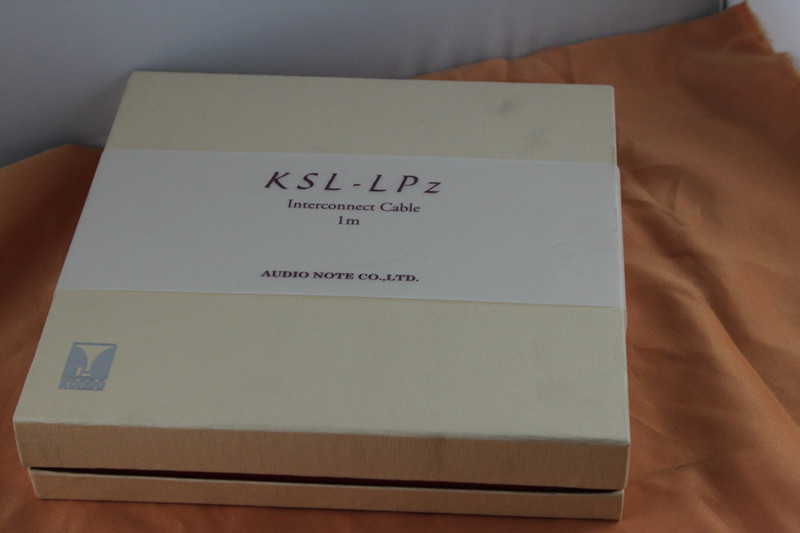 KSL-LPz
Interconnect Cable
1m
AUDIO NOTE CO.,LTD.